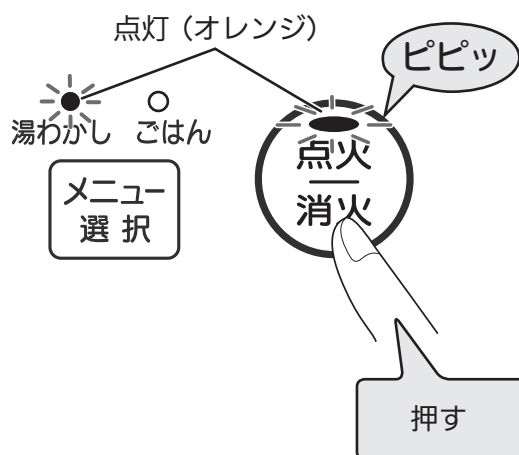 点灯（オレンジ）
ピピッ
湯わかし ごはん
点火
消火
メニュー
選択
押す